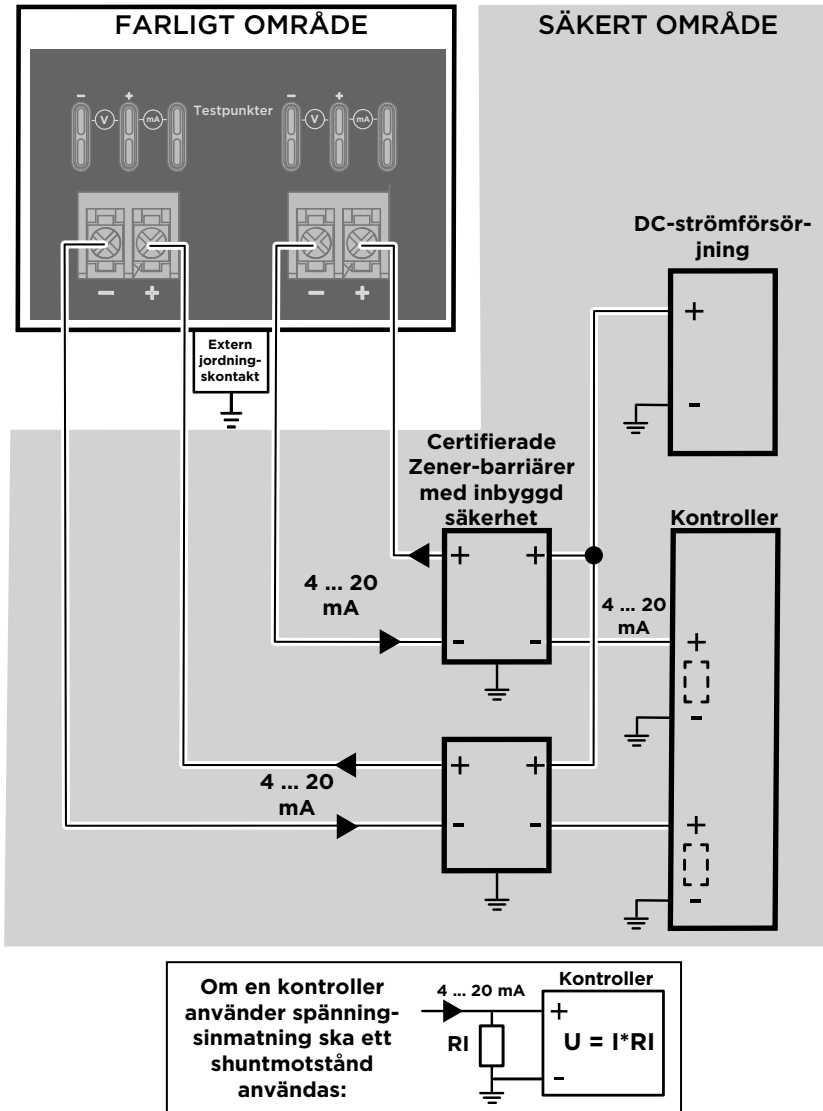 FARLIGT OMRÅDE
SÄKERT OMRÅDE
- +
V mA
Testpunkter
- +
V mA
- +
- +
Extern
jordning-
skontakt
DC-strömförsör-
jning
+
-
Certifierade
Zener-barriärer
med inbyggd
säkerhet
Kontroller
+ +
4 ... 20
mA
4 ... 20
mA
- -
+
-
+ +
4 ... 20
mA
- -
+
-
Om en kontroller
använder spänning-
sinmatning ska ett
shuntmotstånd
användas:
4 ... 20 mA
Kontroller
+
RI
U = I*RI
-